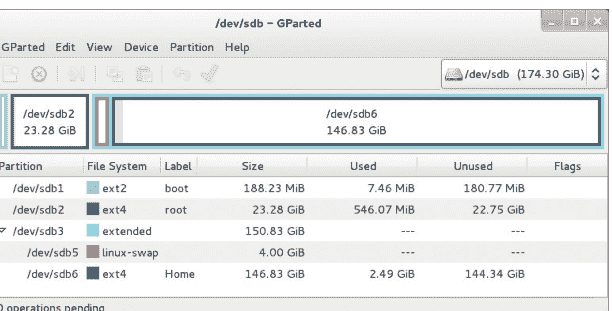 /dev/sdb - GParted
GParted Edit View Device Partition Help
/dev/sdb (174.30 GiB)
/dev/sdb2
23.28 GiB
/dev/sdb6
146.83 GiB
Partition File System Label Size Used Unused Flags
/dev/sdb1 ext2 boot 188.23 MiB 7.46 MiB 180.77 MiB
/dev/sdb2 ext4 root 23.28 GiB 546.07 MiB 22.75 GiB
/dev/sdb3 extended 150.83 GiB --- ---
/dev/sdb5 linux-swap 4.00 GiB --- ---
/dev/sdb6 ext4 Home 146.83 GiB 2.49 GiB 144.34 GiB
0 operations pending